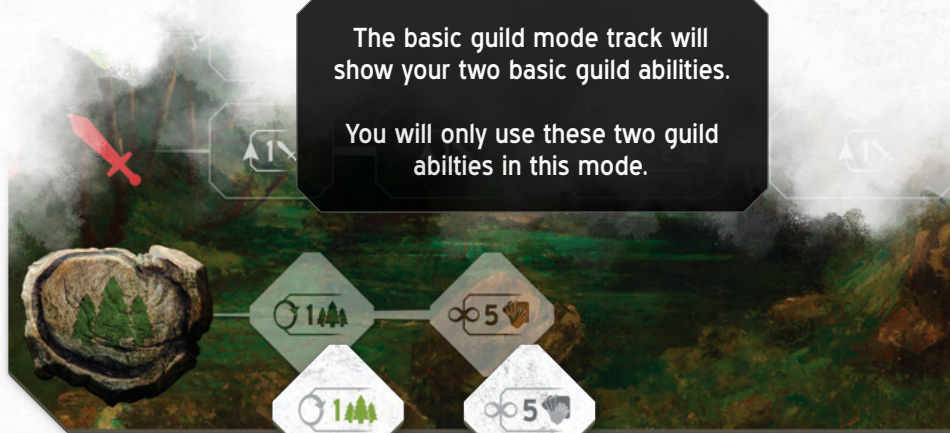 The basic guild mode track will
show your two basic guild abilities.
You will only use these two guild
abilties in this mode.
1
1
1 5
1 5